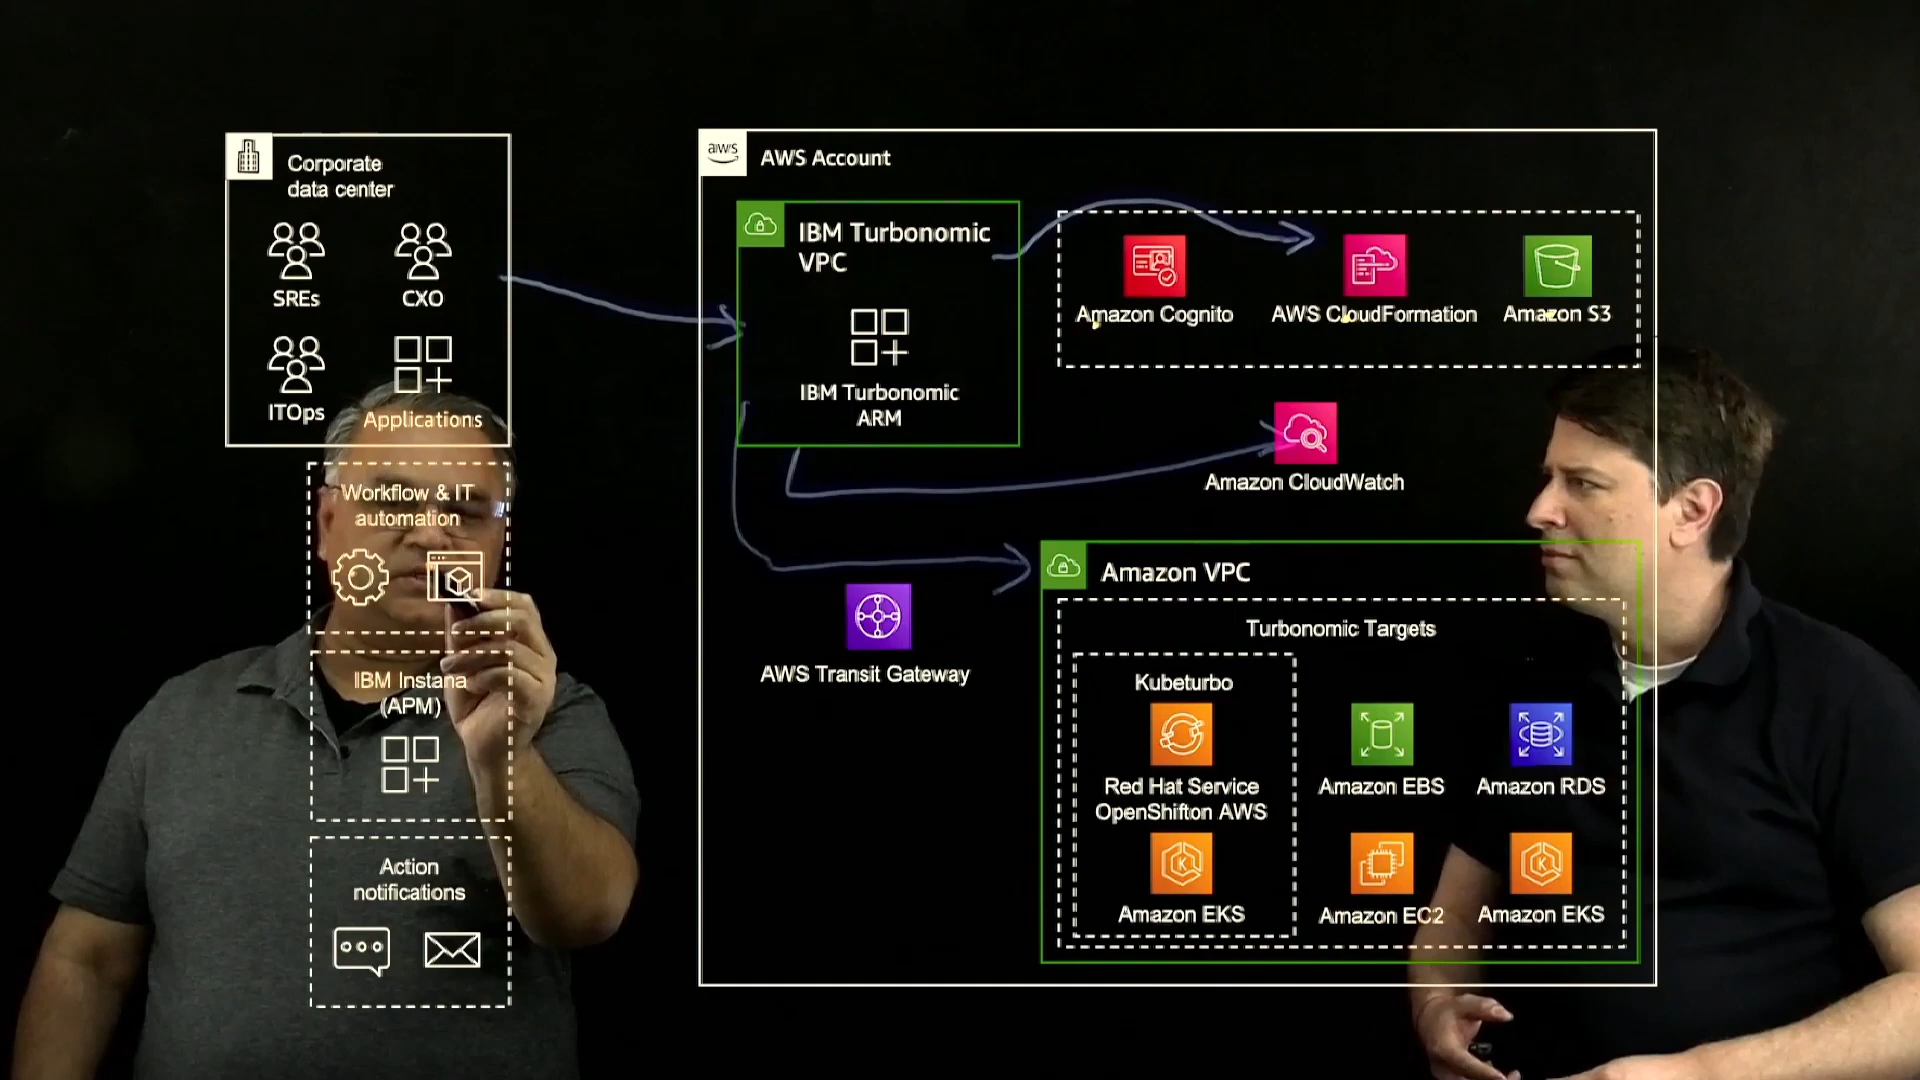 Corporate
data center
SREs
CXO
ITOps
Applications
Workflow & IT
automation
IBM Instana
(APM)
Action
notifications
aws
AWS Account
IBM Turbonomic
VPC
IBM Turbonomic
ARM
Amazon Cognito
AWS CloudFormation
Amazon S3
Amazon CloudWatch
AWS Transit Gateway
Amazon VPC
Turbonomic Targets
Kubeturbo
Red Hat Service
OpenShifton AWS
Amazon EKS
Amazon EBS
Amazon RDS
Amazon EC2
Amazon EKS